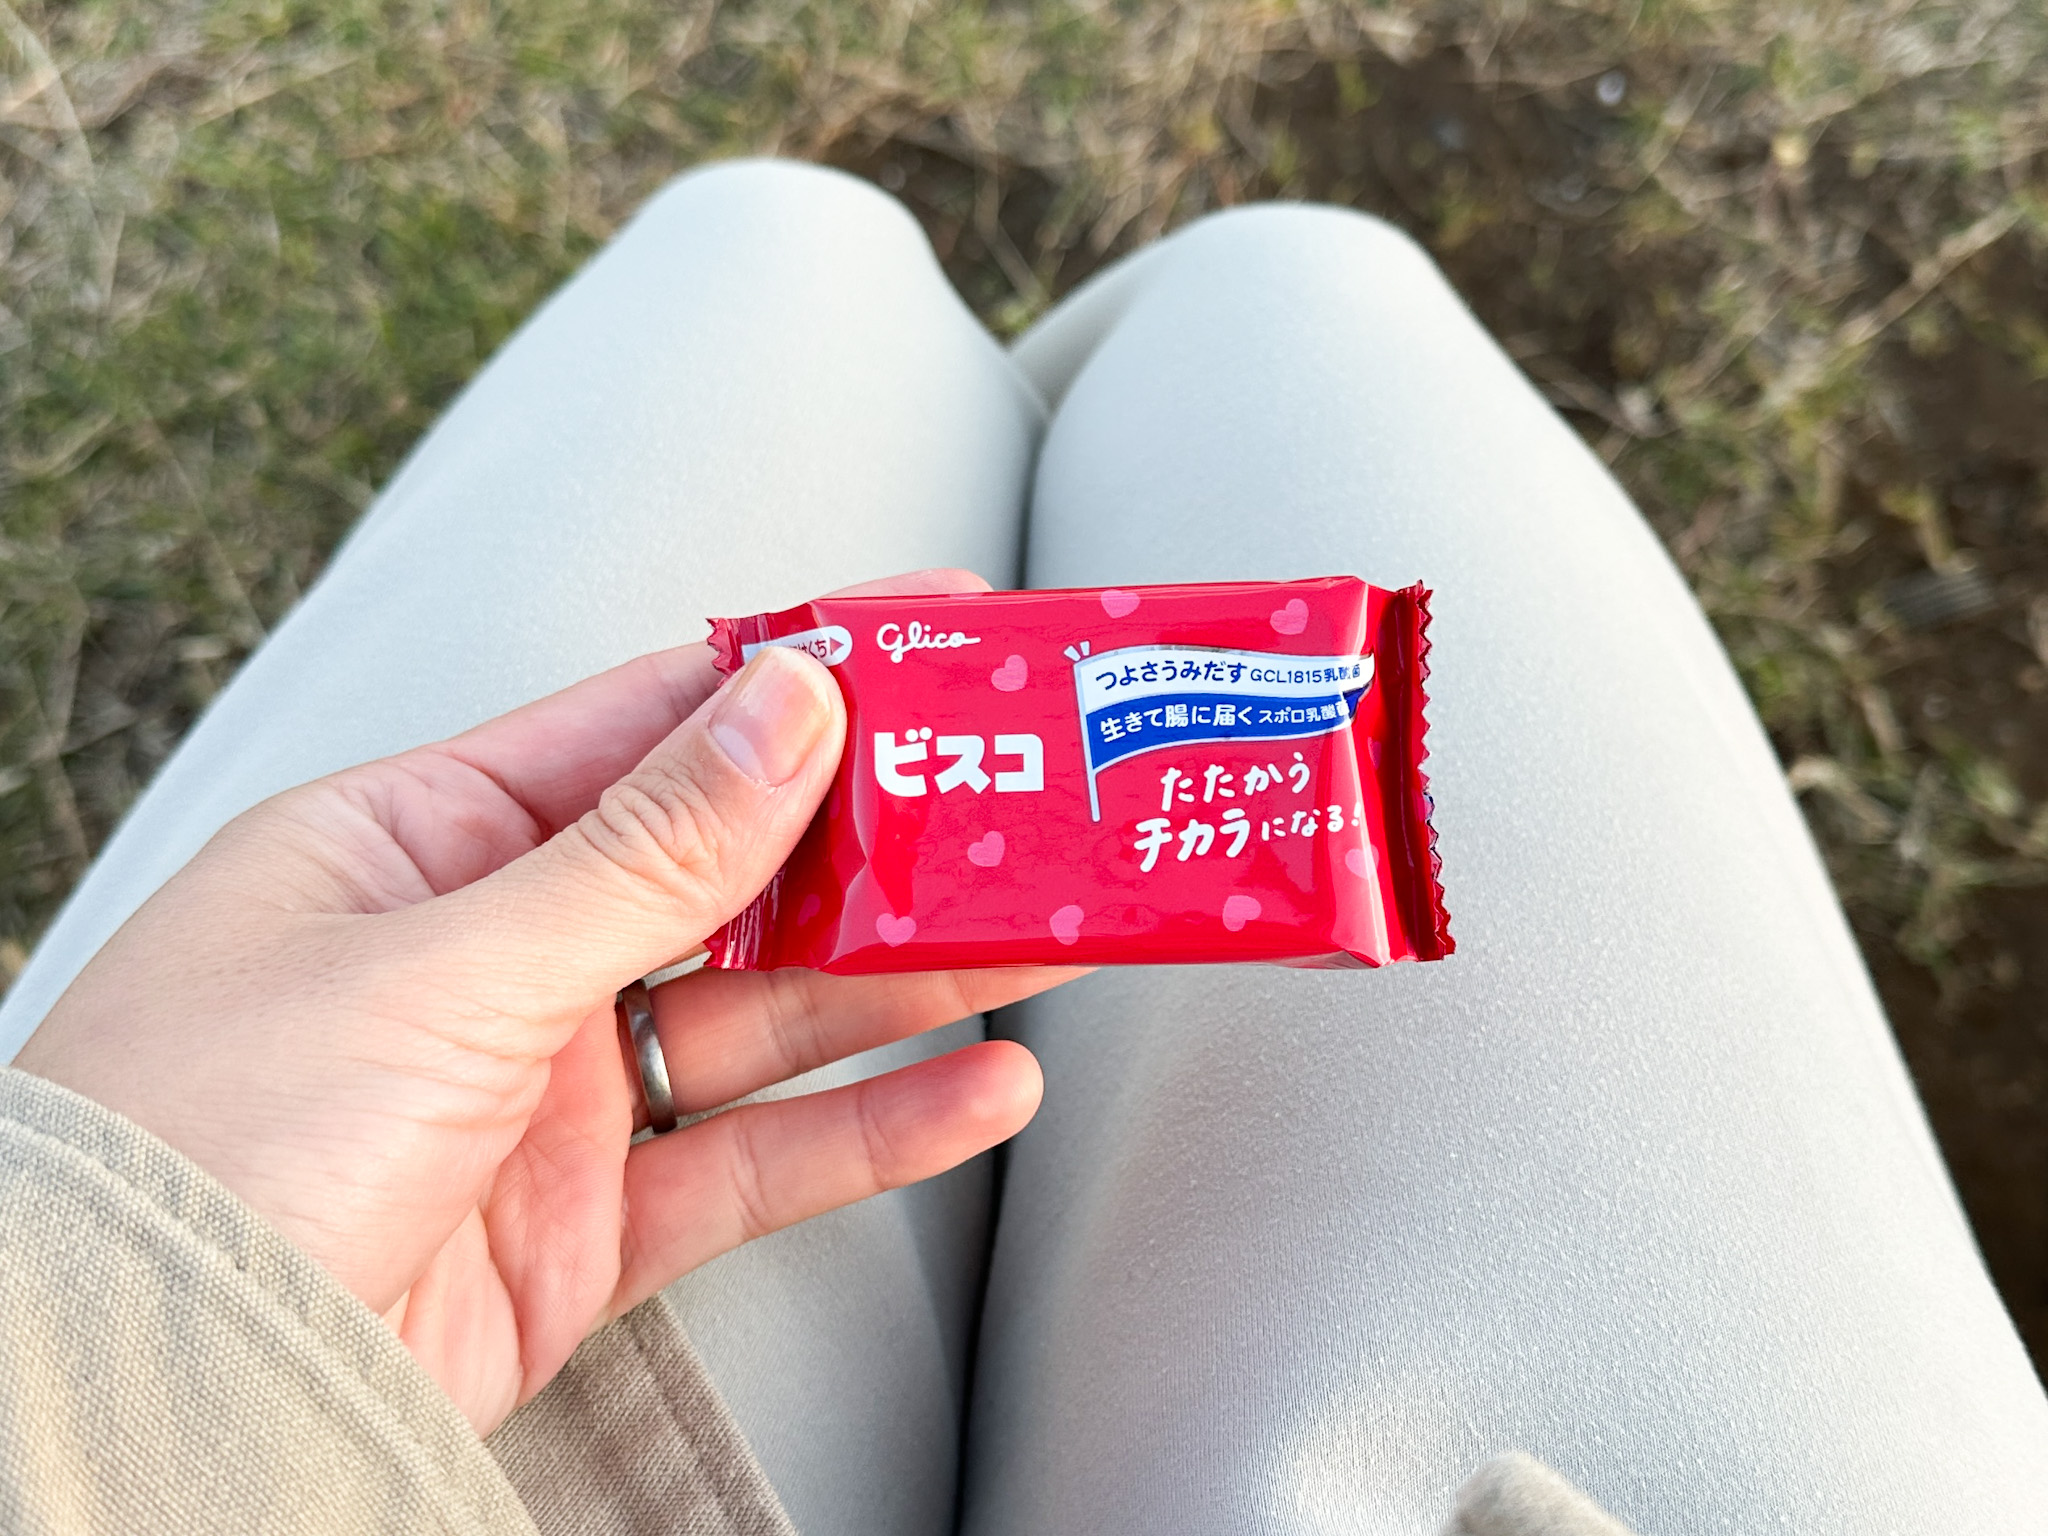 Glico
ビスコ
つよさうみだす GCL1815乳酸菌
生きて腸に届く スポロ乳酸菌
たたかう
チカラになる!